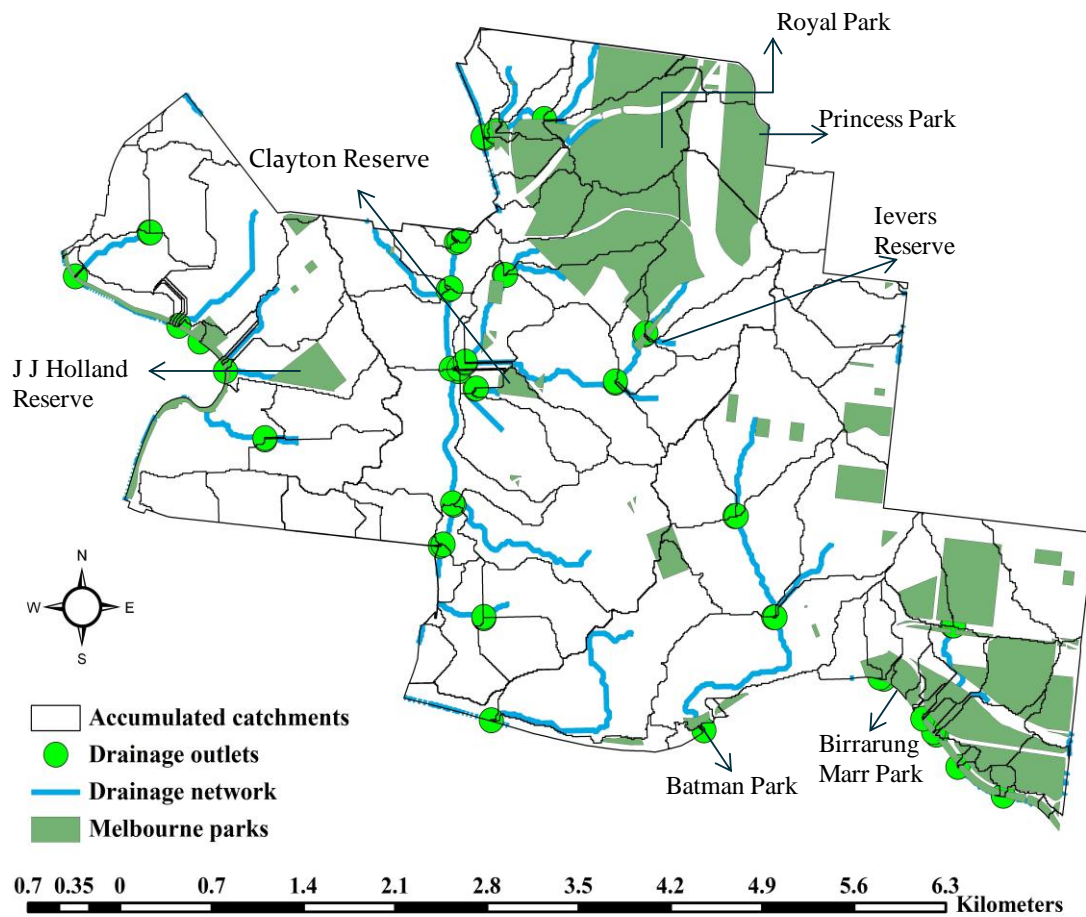 Royal Park
Princess Park
Clayton Reserve
Ievers
Reserve
J J Holland
Reserve
N
W E
S
Accumulated catchments
Drainage outlets
Drainage network
Melbourne parks
Batman Park
Birrarung
Marr Park
0.7 0.35 0 0.7 1.4 2.1 2.8 3.5 4.2 4.9 5.6 6.3
Kilometers